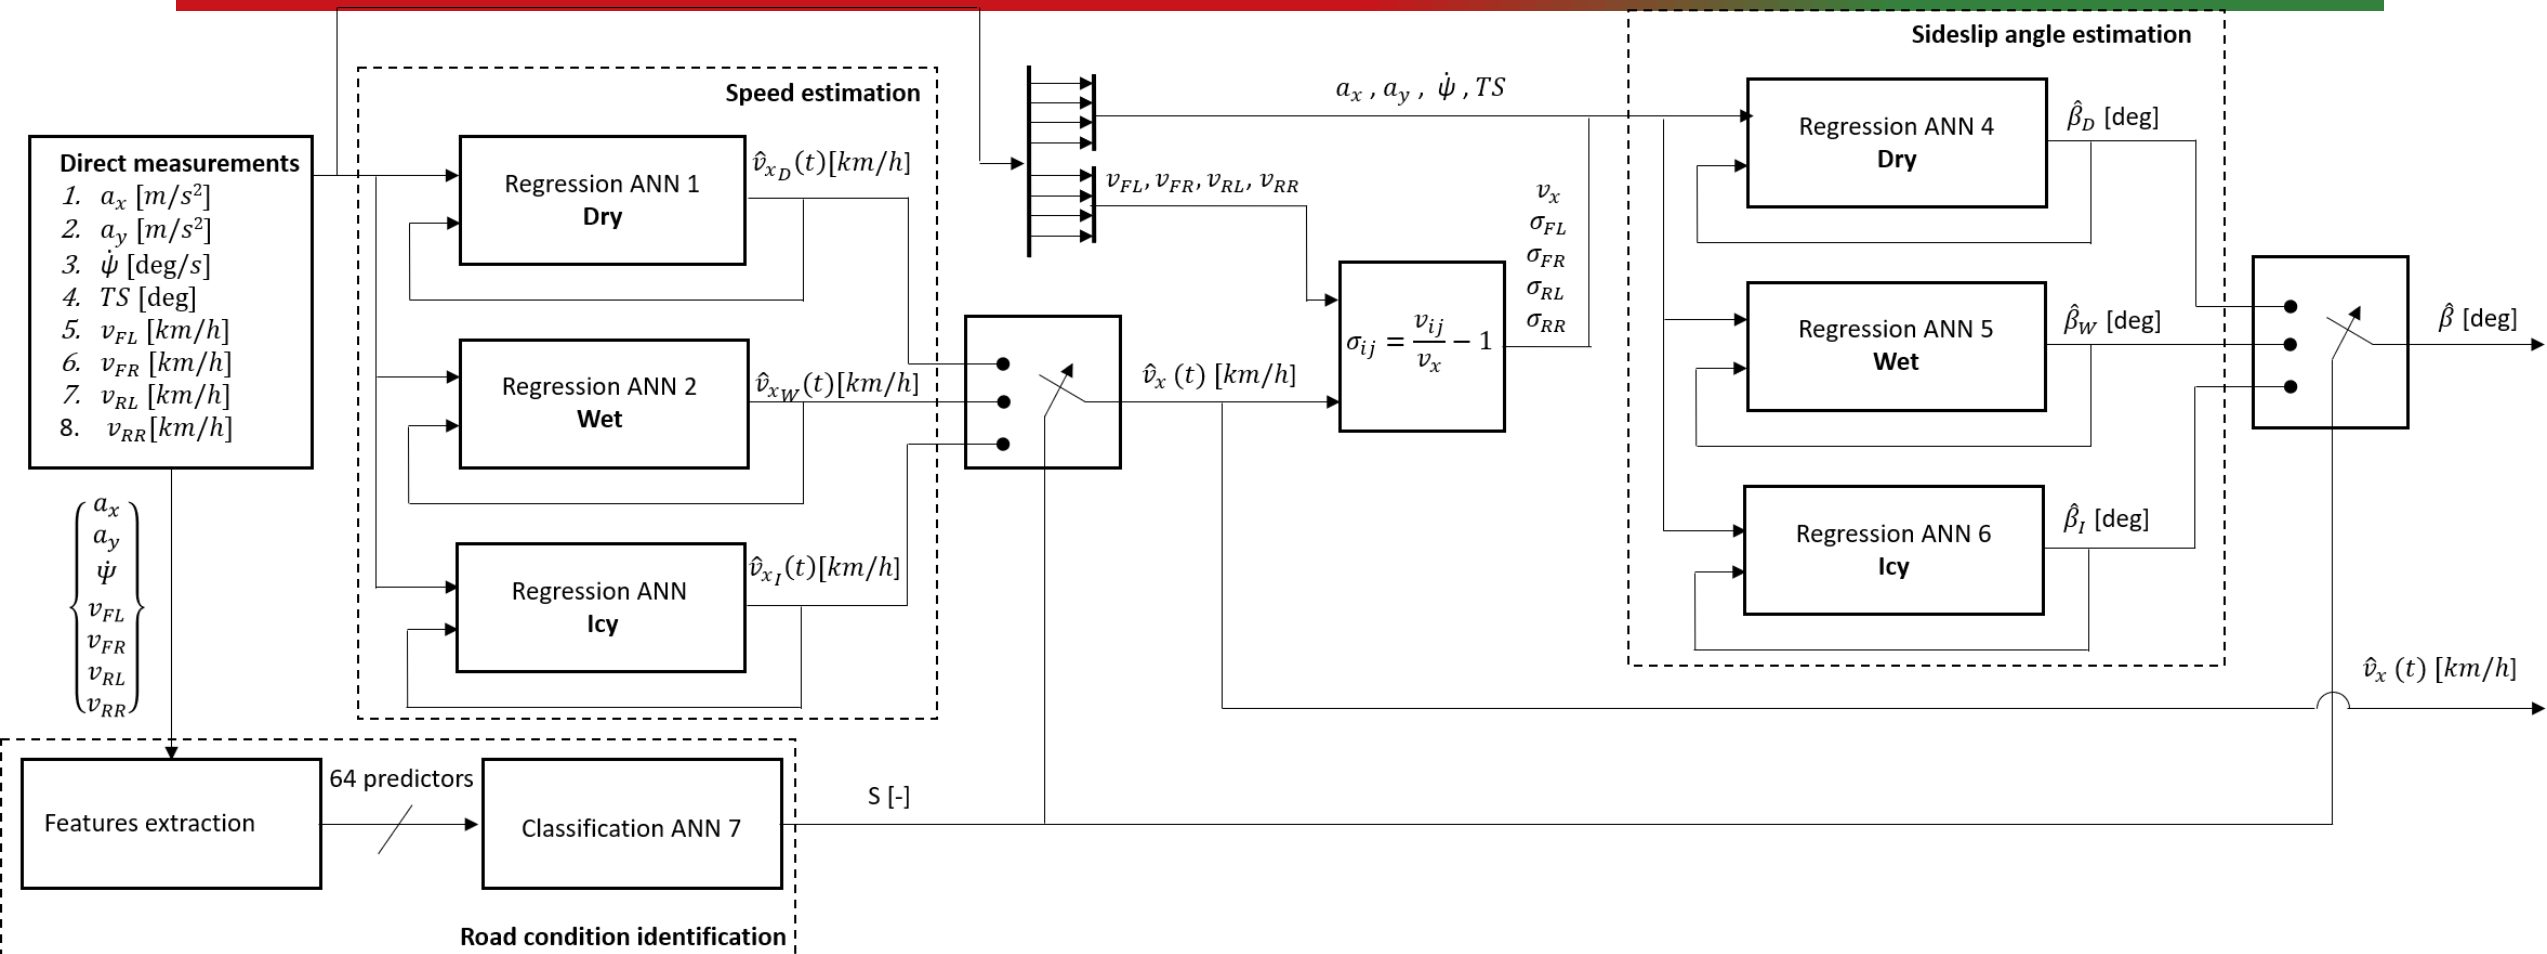 Sideslip angle estimation
Speed estimation
Direct measurements
1. a_x [m/s²]
2. a_y [m/s²]
3. ψ̇ [deg/s]
4. TS [deg]
5. v_FL [km/h]
6. v_FR [km/h]
7. v_RL [km/h]
8. v_RR[km/h]
Regression ANN 1
Dry
v̂_xD(t)[km/h]
Regression ANN 2
Wet
v̂_xW(t)[km/h]
Regression ANN
Icy
v̂_xI(t)[km/h]
a_x , a_y , ψ̇ , TS
v_FL, v_FR, v_RL, v_RR
v̂_x (t) [km/h]
σ_ij = v_ij/v_x − 1
v_x
σ_FL
σ_FR
σ_RL
σ_RR
Regression ANN 4
Dry
β̂_D [deg]
Regression ANN 5
Wet
β̂_W [deg]
Regression ANN 6
Icy
β̂_I [deg]
β̂ [deg]
v̂_x (t) [km/h]
a_x
a_y
ψ̇
v_FL
v_FR
v_RL
v_RR
Features extraction
64 predictors
Classification ANN 7
S [-]
Road condition identification